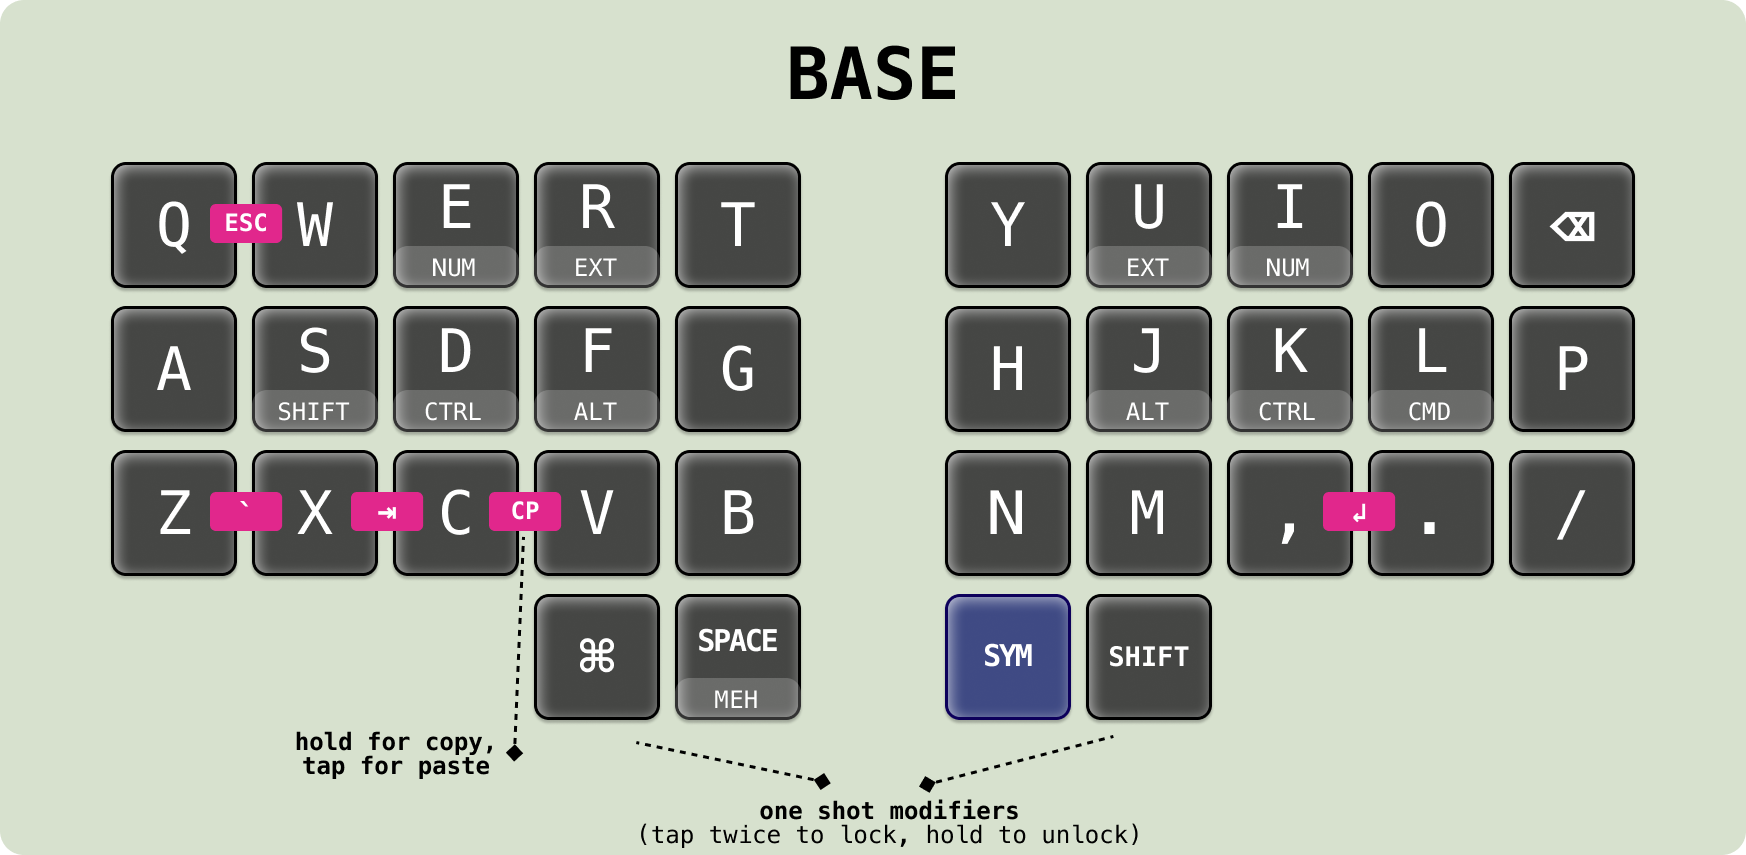 BASE
Q ESC W E R T Y U I O ⌫
NUM EXT EXT NUM
A S D F G H J K L P
SHIFT CTRL ALT ALT CTRL CMD
Z ` X ⇥ C CP V B N M , ↲ . /
⌘ SPACE SYM SHIFT
MEH
hold for copy,
tap for paste
one shot modifiers
(tap twice to lock, hold to unlock)